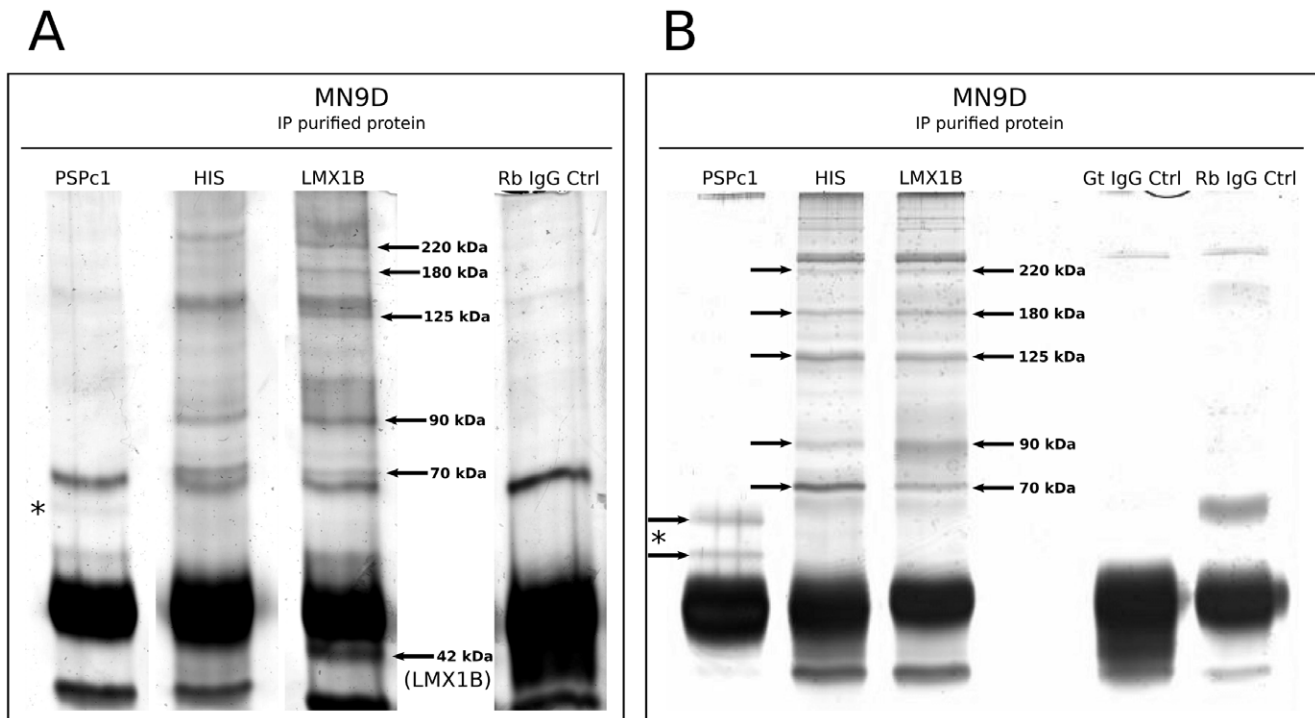 A
MN9D
IP purified protein
PSPc1 HIS LMX1B Rb IgG Ctrl
220 kDa
180 kDa
125 kDa
90 kDa
70 kDa
*
42 kDa
(LMX1B)
B
MN9D
IP purified protein
PSPc1 HIS LMX1B Gt IgG Ctrl Rb IgG Ctrl
220 kDa
180 kDa
125 kDa
90 kDa
70 kDa
*